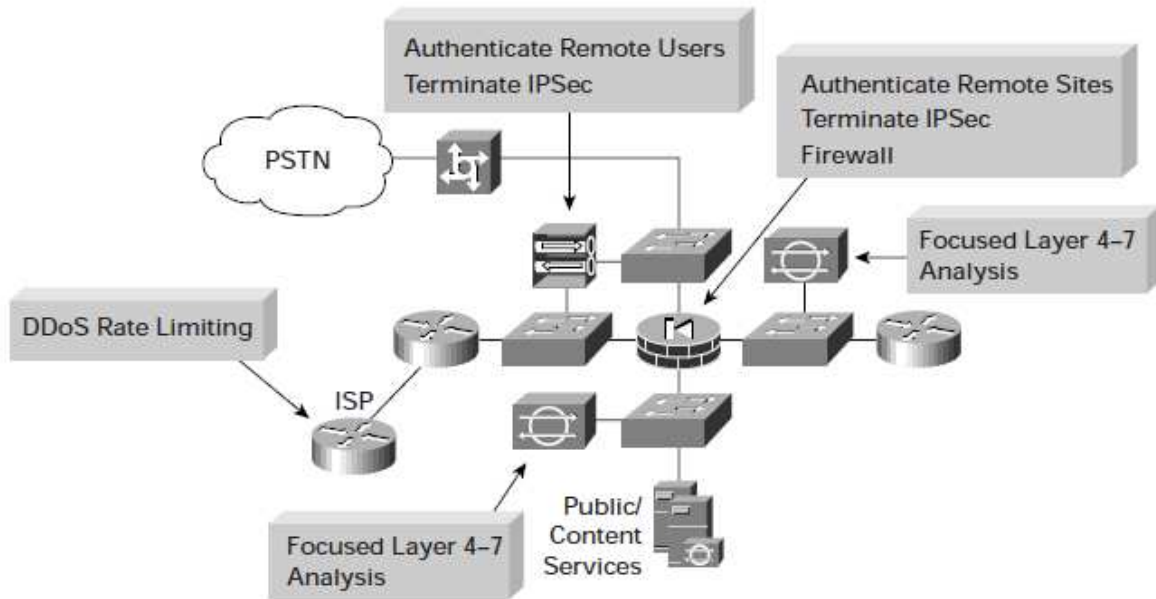 Authenticate Remote Users
Terminate IPSec
Authenticate Remote Sites
Terminate IPSec
Firewall
PSTN
Focused Layer 4–7
Analysis
DDoS Rate Limiting
ISP
Public/
Content
Services
Focused Layer 4–7
Analysis